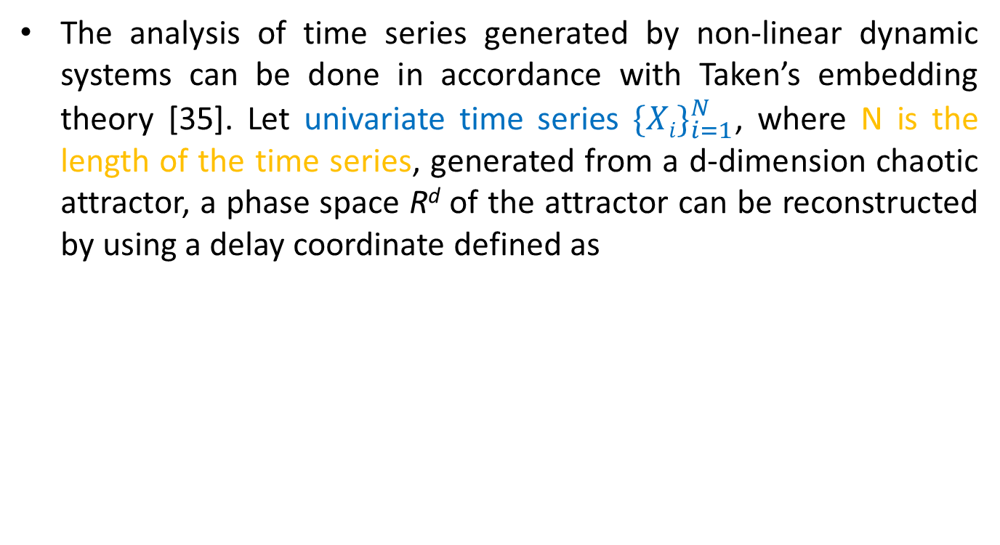 • The analysis of time series generated by non-linear dynamic
systems can be done in accordance with Taken’s embedding
theory [35]. Let univariate time series {X_i}_{i=1}^N, where N is the
length of the time series, generated from a d-dimension chaotic
attractor, a phase space R^d of the attractor can be reconstructed
by using a delay coordinate defined as